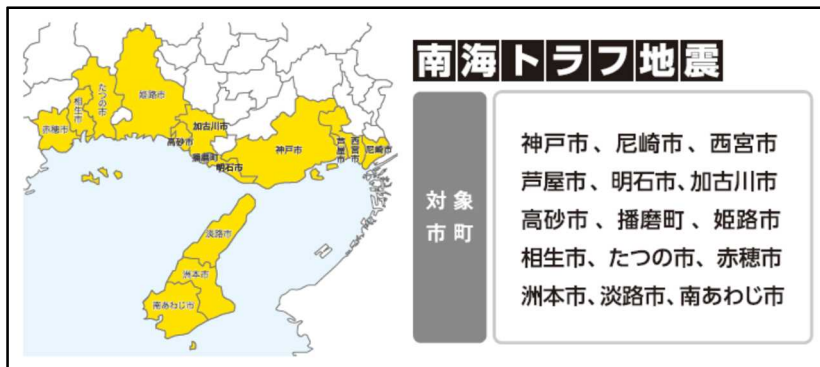 南海トラフ地震
対象
市町
神戸市、尼崎市、西宮市
芦屋市、明石市、加古川市
高砂市、播磨町、姫路市
相生市、たつの市、赤穂市
洲本市、淡路市、南あわじ市
赤穂市
相生市
たつの市
姫路市
加古川市
高砂市
播磨町
明石市
神戸市
芦屋市
西宮市
尼崎市
淡路市
洲本市
南あわじ市